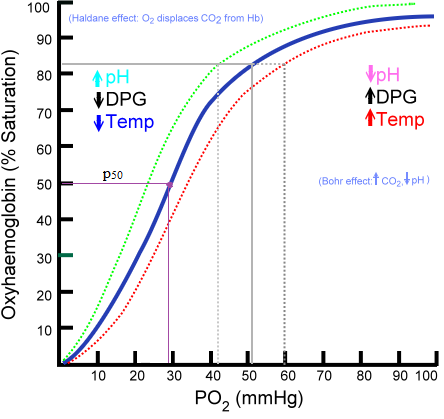 100
(Haldane effect: O2 displaces CO2 from Hb)
90
80
↑pH
↓DPG
↓Temp
↓pH
↑DPG
↑Temp
70
60
p50
50
(Bohr effect:↑ CO2,↓pH )
40
30
20
10
Oxyhaemoglobin (% Saturation)
10 20 30 40 50 60 70 80 90 100
PO2 (mmHg)